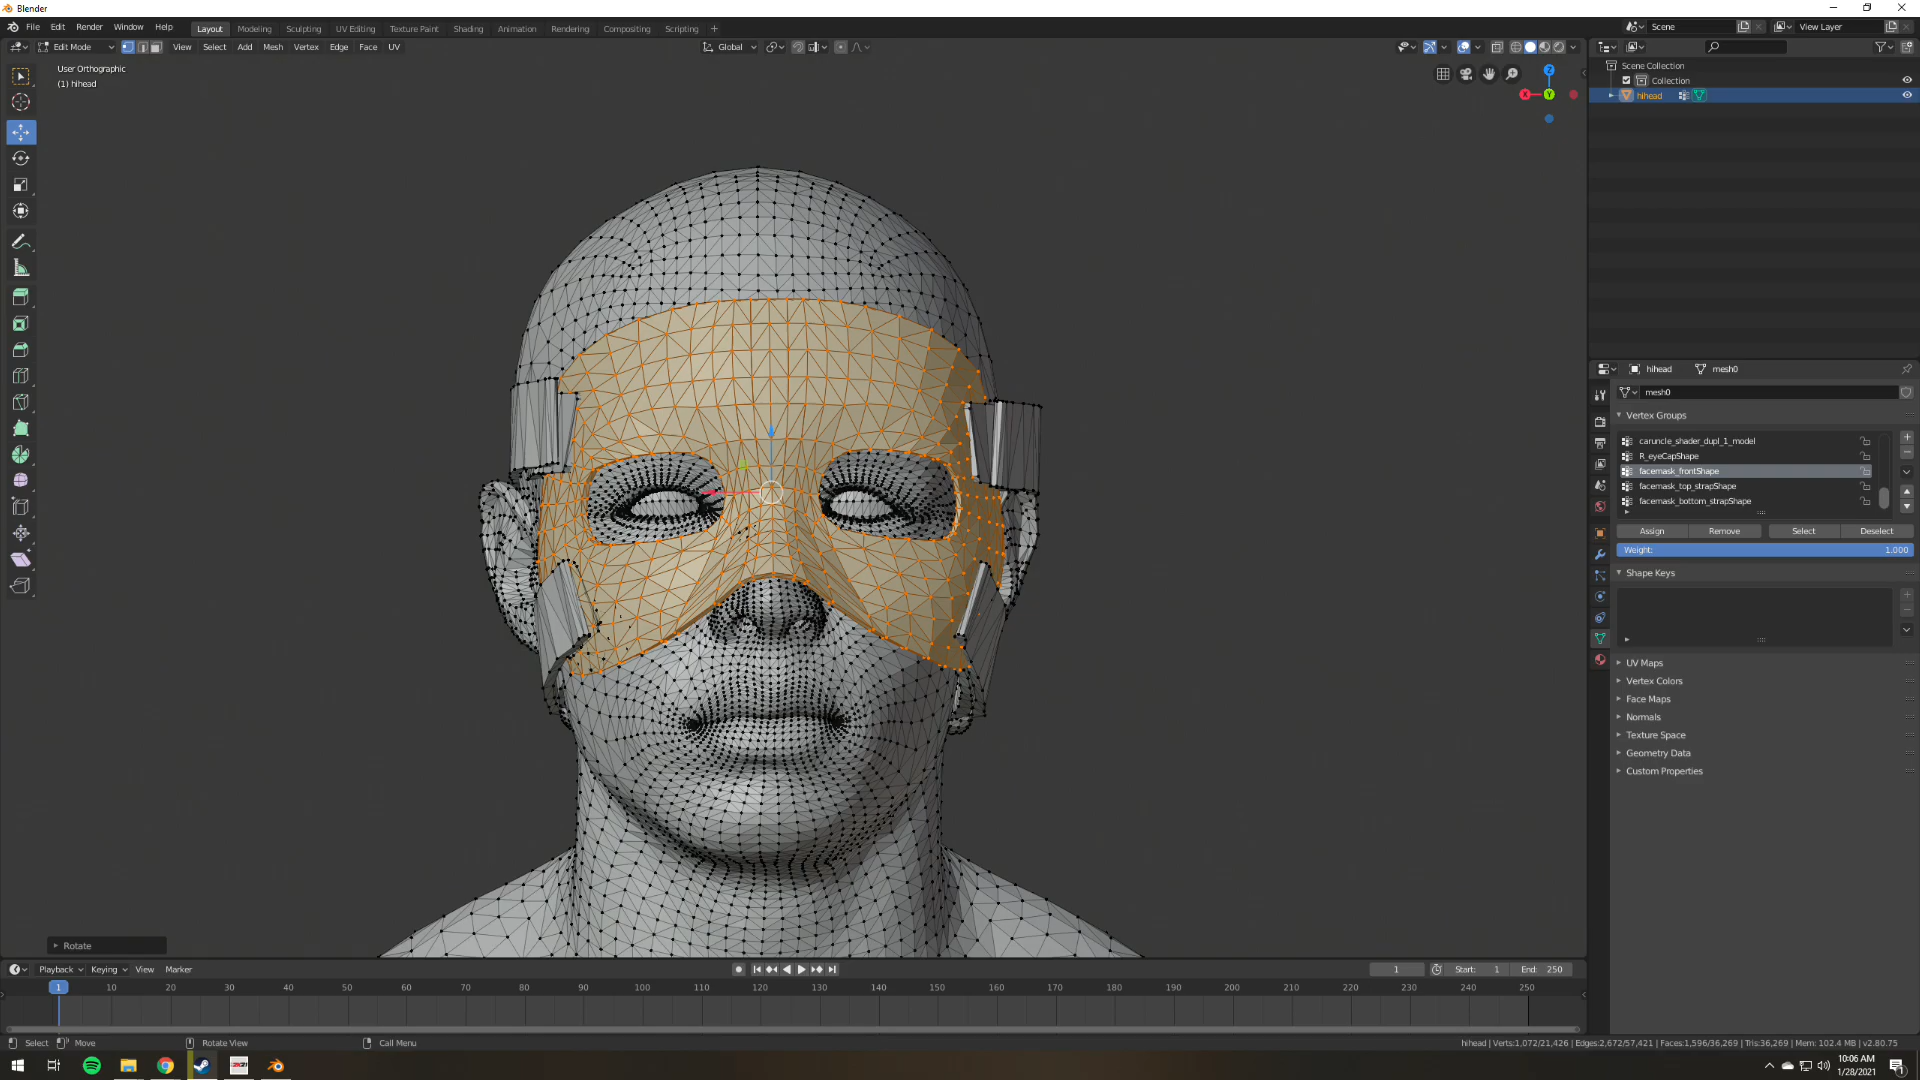 Blender
File Edit Render Window Help Layout Modeling Sculpting UV Editing Texture Paint Shading Animation Rendering Compositing Scripting + Scene View Layer
Edit Mode View Select Add Mesh Vertex Edge Face UV Global
User Orthographic
(1) hihead
Z
X
Y
Scene Collection
Collection
hihead
hihead mesh0
mesh0
Vertex Groups
caruncle_shader_dupl_1_model
R_eyeCapShape
facemask_frontShape
facemask_top_strapShape
facemask_bottom_strapShape
Assign Remove Select Deselect
Weight: 1.000
Shape Keys
UV Maps
Vertex Colors
Face Maps
Normals
Texture Space
Geometry Data
Custom Properties
Rotate
Playback Keying View Marker 1 Start: 1 End: 250
1 10 20 30 40 50 60 70 80 90 100 110 120 130 140 150 160 170 180 190 200 210 220 230 240 250
Select Move Rotate View Call Menu hihead | Verts:1,072/21,426 | Edges:2,672/57,421 | Faces:1,596/36,269 | Tris:36,269 | Mem: 102.4 MB | v2.80.75
10:06 AM
1/28/2021